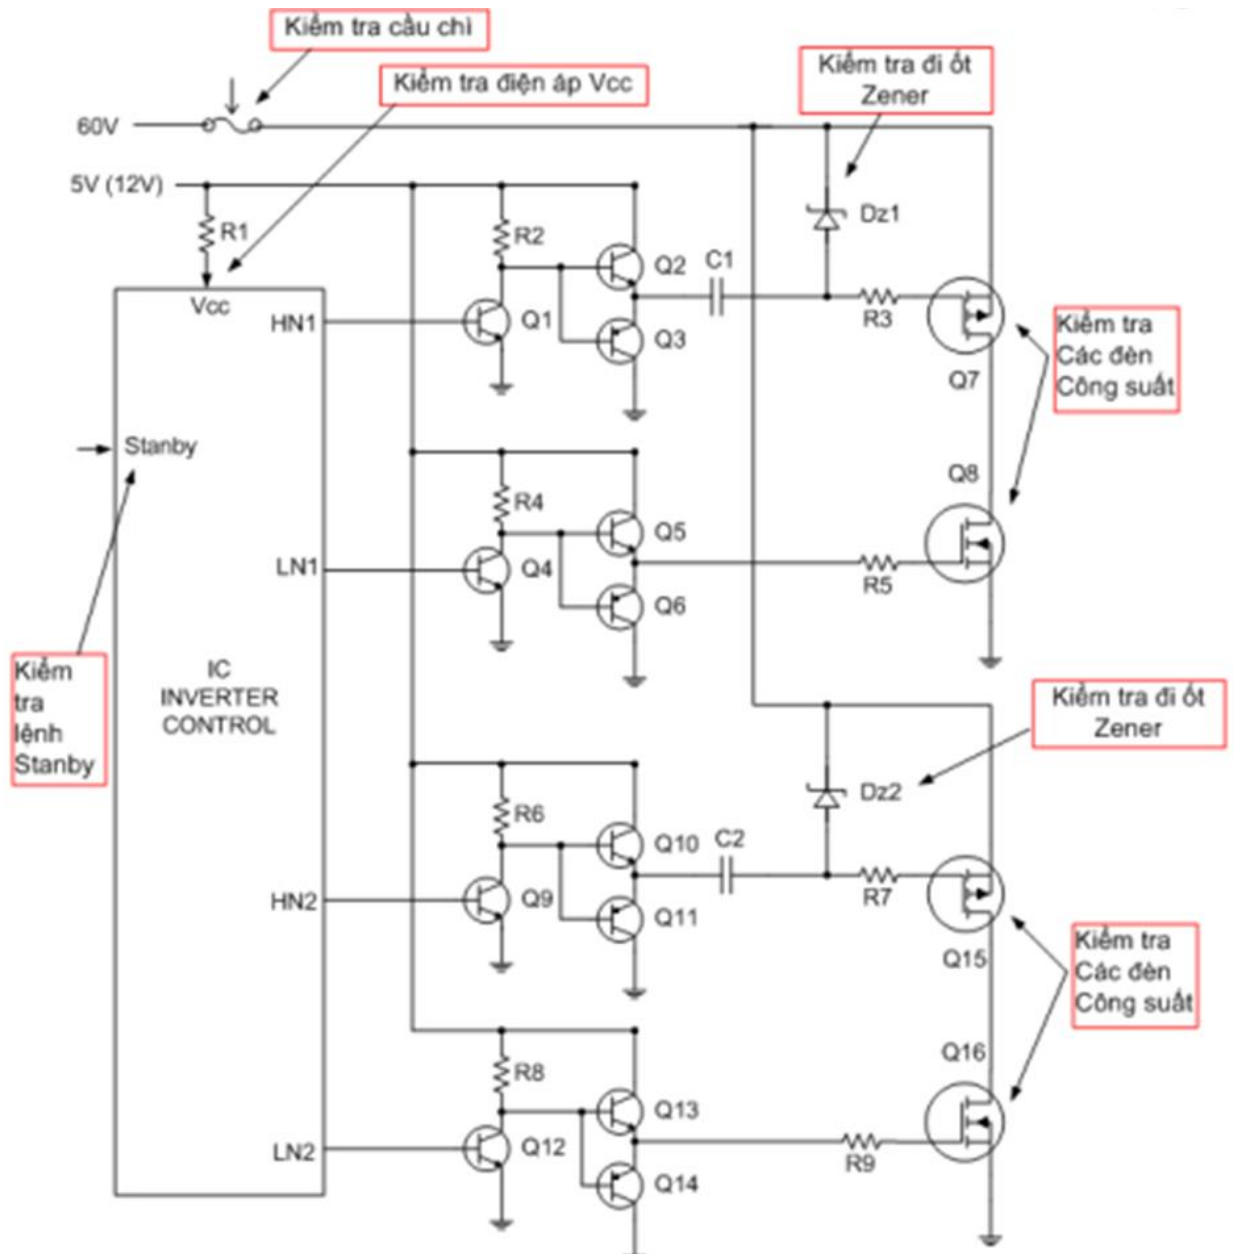 Kiểm tra cầu chì
Kiểm tra điện áp Vcc
Kiểm tra đi ốt
Zener
60V
5V (12V)
R1
R2
Q2
C1
Dz1
Vcc
HN1
Q1
Q3
R3
Q7
Kiểm tra
Các đèn
Công suất
Stanby
R4
Q5
Q8
LN1
Q4
Q6
R5
Kiểm
tra
lệnh
Stanby
IC
INVERTER
CONTROL
Kiểm tra đi ốt
Zener
R6
Q10
C2
Dz2
HN2
Q9
Q11
R7
Q15
Kiểm tra
Các đèn
Công suất
R8
Q13
Q16
LN2
Q12
Q14
R9